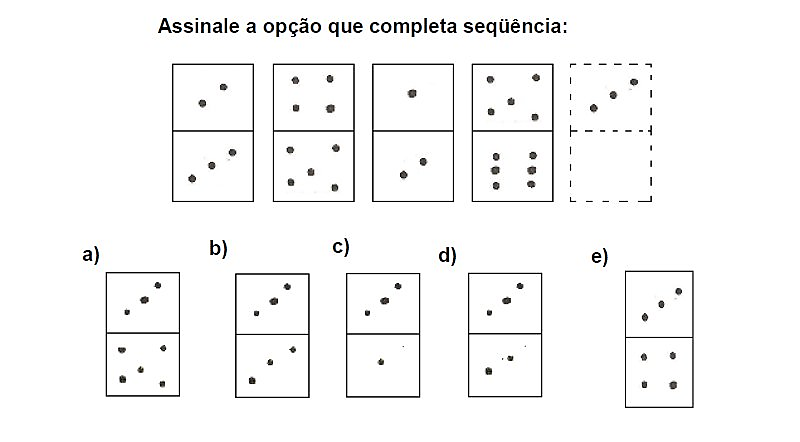 Assinale a opção que completa seqüência:
a)
b)
c)
d)
e)